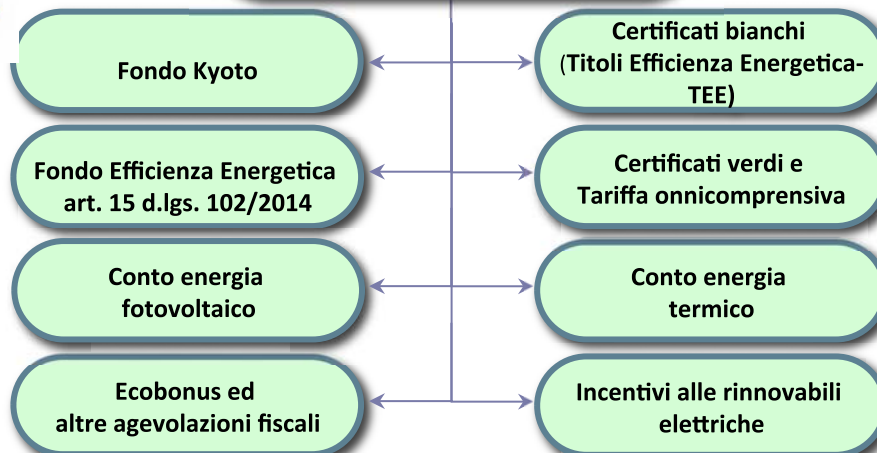 Fondo Kyoto
Certificati bianchi
(Titoli Efficienza Energetica-
TEE)
Fondo Efficienza Energetica
art. 15 d.lgs. 102/2014
Certificati verdi e
Tariffa onnicomprensiva
Conto energia
fotovoltaico
Conto energia
termico
Ecobonus ed
altre agevolazioni fiscali
Incentivi alle rinnovabili
elettriche